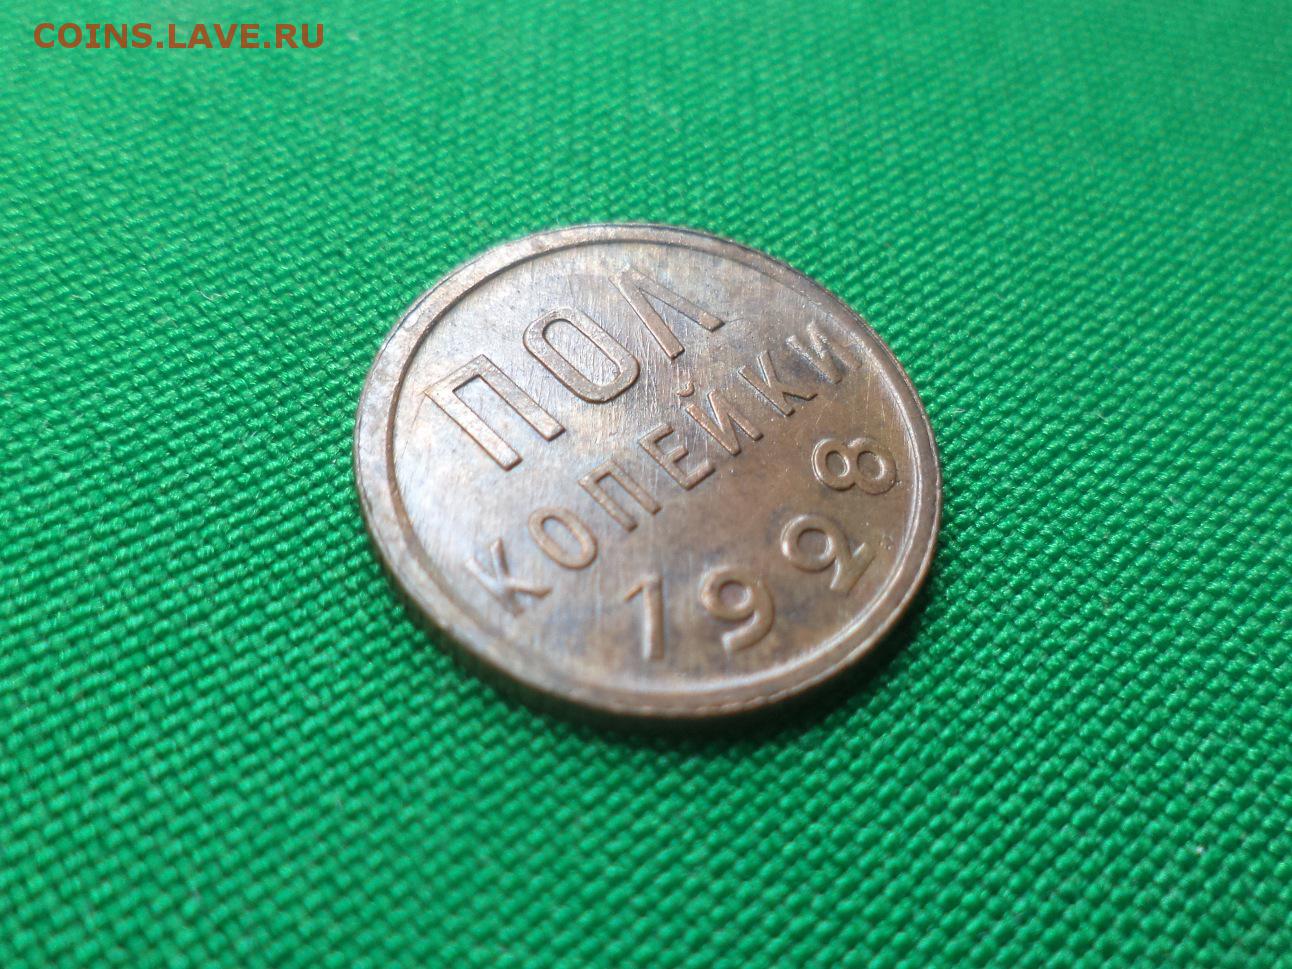 COINS.LAVE.RU
ПОЛ
КОПЕЙКИ
1928